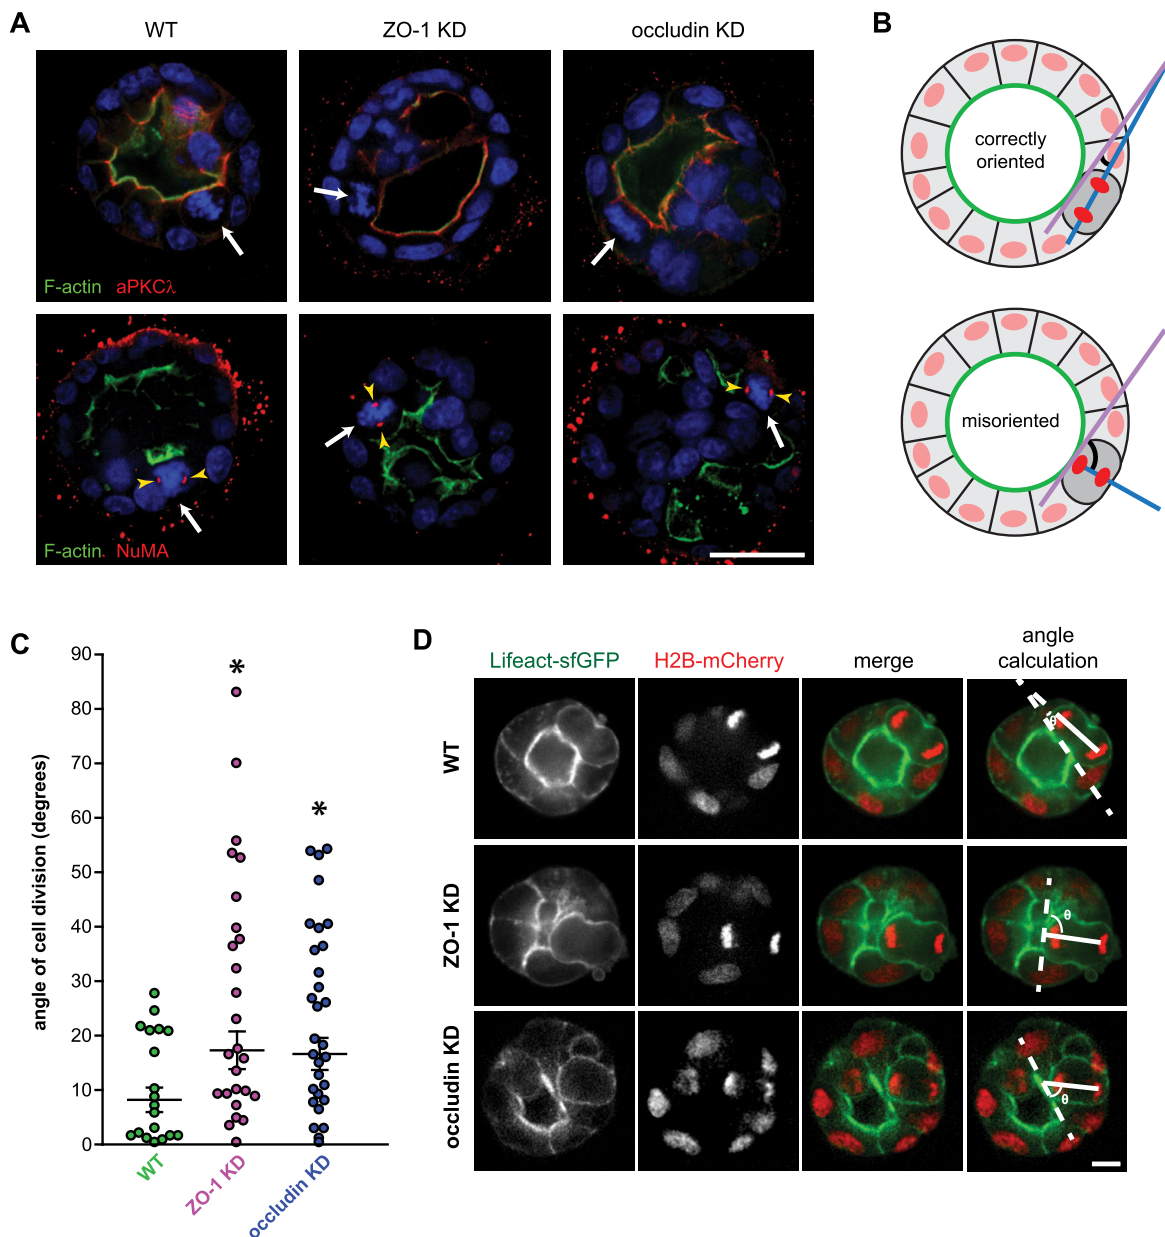 A
WT
ZO-1 KD
occludin KD
F-actin aPKCλ
F-actin NuMA
B
correctly
oriented
misoriented
C
angle of cell division (degrees)
90
80
70
60
50
40
30
20
10
0
*
*
WT
ZO-1 KD
occludin KD
D
Lifeact-sfGFP
H2B-mCherry
merge
angle
calculation
WT
θ
ZO-1 KD
θ
occludin KD
θ